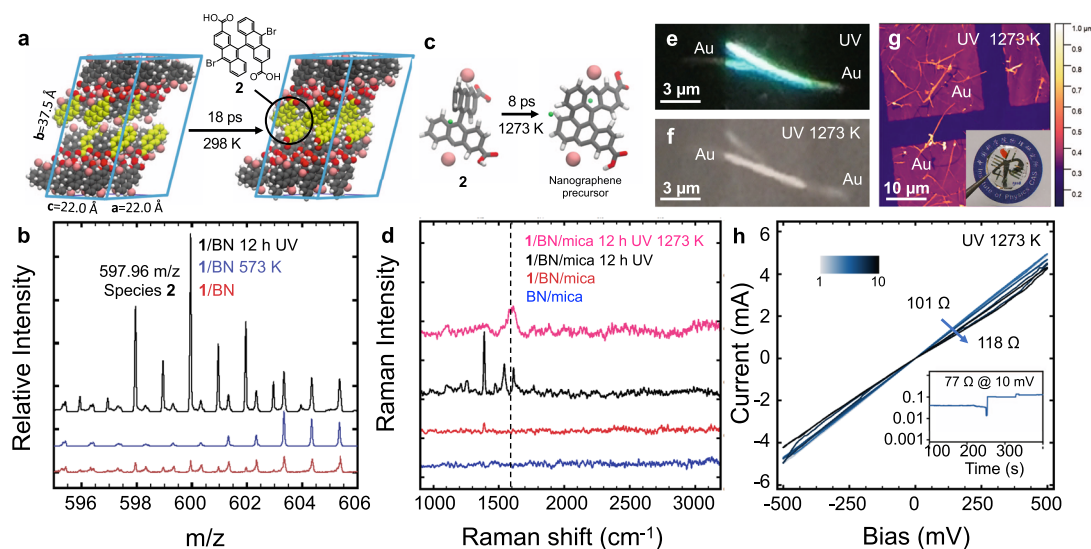 a
b=37.5 Å
c=22.0 Å
a=22.0 Å
18 ps
298 K
COOH
Br
Br
COOH
2
c
2
8 ps
1273 K
Nanographene
precursor
e
UV
Au
Au
3 µm
f
UV 1273 K
Au
Au
3 µm
g
UV 1273 K
Au
Au
10 µm
1.0 µm
0.9
0.8
0.7
0.6
0.5
0.4
0.3
0.2
b
Relative Intensity
597.96 m/z
Species 2
1/BN 12 h UV
1/BN 573 K
1/BN
596
598
600
602
604
606
m/z
d
Raman Intensity
1/BN/mica 12 h UV 1273 K
1/BN/mica 12 h UV
1/BN/mica
BN/mica
1000
1500
2000
2500
3000
Raman shift (cm⁻¹)
h
UV 1273 K
1
10
101 Ω
118 Ω
Current (mA)
6
4
2
0
-2
-4
-6
77 Ω @ 10 mV
0.1
0.01
0.001
100
200
300
Time (s)
-500
-250
0
250
500
Bias (mV)